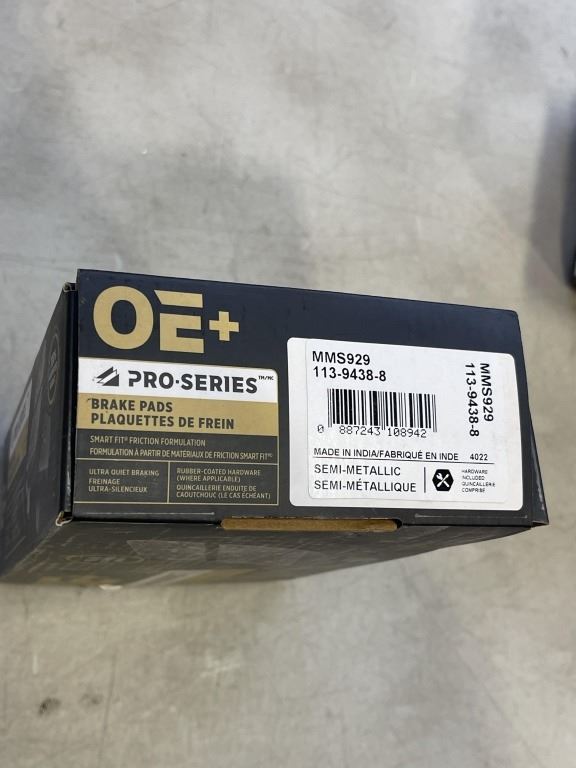 OE+
PRO-SERIES™/MC
BRAKE PADS
PLAQUETTES DE FREIN
SMART FIT® FRICTION FORMULATION
FORMULATION À PARTIR DE MATÉRIAUX DE FRICTION SMART FITMD
ULTRA QUIET BRAKING
FREINAGE
ULTRA-SILENCIEUX
RUBBER-COATED HARDWARE
(WHERE APPLICABLE)
QUINCAILLERIE ENDUITE DE
CAOUTCHOUC (LE CAS ÉCHÉANT)
MMS929
113-9438-8
0 887243 108942
MADE IN INDIA/FABRIQUÉ EN INDE 4022
SEMI-METALLIC
SEMI-MÉTALLIQUE
HARDWARE
INCLUDED
QUINCAILLERIE
COMPRISE
MMS929
113-9438-8